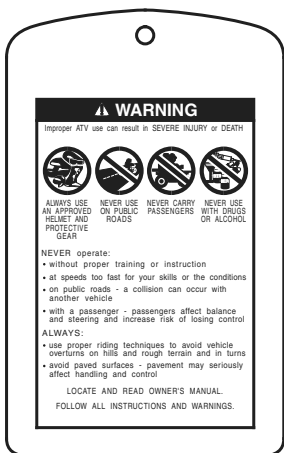 WARNING
Improper ATV use can result in SEVERE INJURY or DEATH
ALWAYS USE
AN APPROVED
HELMET AND
PROTECTIVE
GEAR
NEVER USE
ON PUBLIC
ROADS
NEVER CARRY
PASSENGERS
NEVER USE
WITH DRUGS
OR ALCOHOL
NEVER operate:
• without proper training or instruction
• at speeds too fast for your skills or the conditions
• on public roads - a collision can occur with
another vehicle
• with a passenger - passengers affect balance
and steering and increase risk of losing control
ALWAYS:
• use proper riding techniques to avoid vehicle
overturns on hills and rough terrain and in turns
• avoid paved surfaces - pavement may seriously
affect handling and control
LOCATE AND READ OWNER'S MANUAL.
FOLLOW ALL INSTRUCTIONS AND WARNINGS.